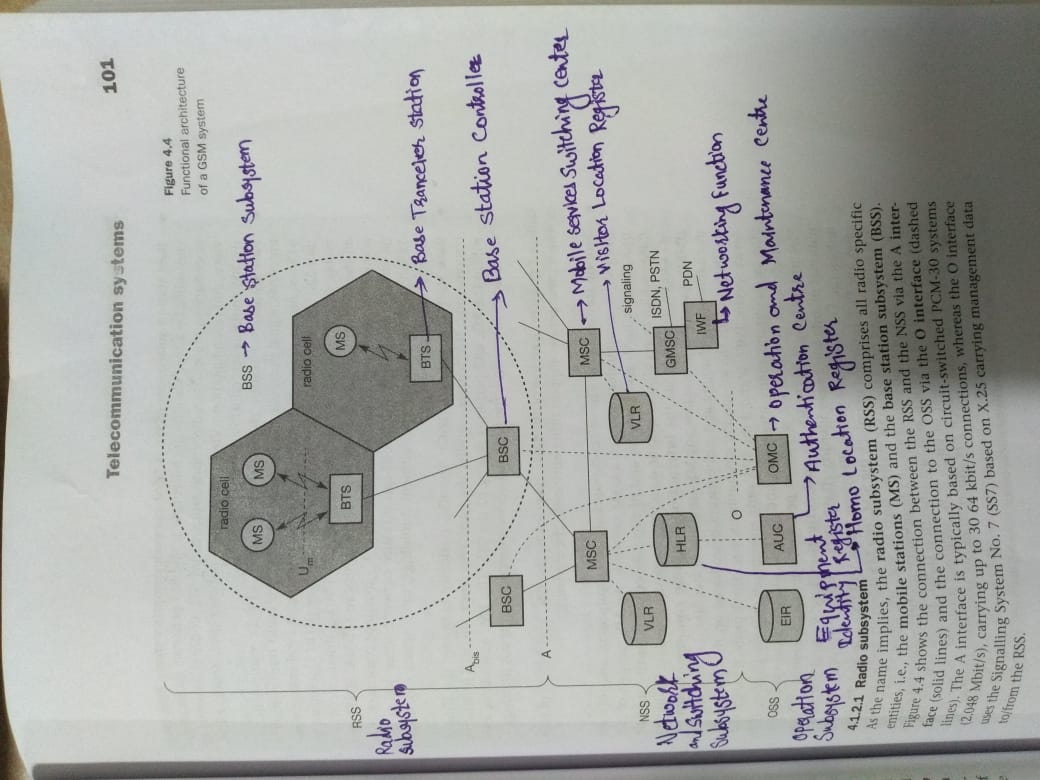 Telecommunication systems
101
Figure 4.4
Functional architecture
of a GSM system
BSS → Base Station Subsystem
radio cell
radio cell
MS
MS
MS
Um
BTS
BTS
→ Base Tranceiver Station
RSS
Radio
subsystem
Abis
BSC
BSC
→ Base Station Controller
A
MSC
MSC
→ Mobile services Switching Center
→ Visitor Location Register
signaling
NSS
Network
and Switching
Subsystem
VLR
VLR
HLR
GMSC
ISDN, PSTN
PDN
IWF
→ Networking Function
O
OSS
Operation
Subsystem
EIR
AUC
OMC
→ Operation and Maintenance Centre
→ Authentication Centre
Equipment
Identity Register
→ Homo Location Register
4.1.2.1 Radio subsystem
As the name implies, the radio subsystem (RSS) comprises all radio specific
entities, i.e., the mobile stations (MS) and the base station subsystem (BSS).
Figure 4.4 shows the connection between the RSS and the NSS via the A inter-
face (solid lines) and the connection to the OSS via the O interface (dashed
lines). The A interface is typically based on circuit-switched PCM-30 systems
(2.048 Mbit/s), carrying up to 30 64 kbit/s connections, whereas the O interface
uses the Signalling System No. 7 (SS7) based on X.25 carrying management data
to/from the RSS.